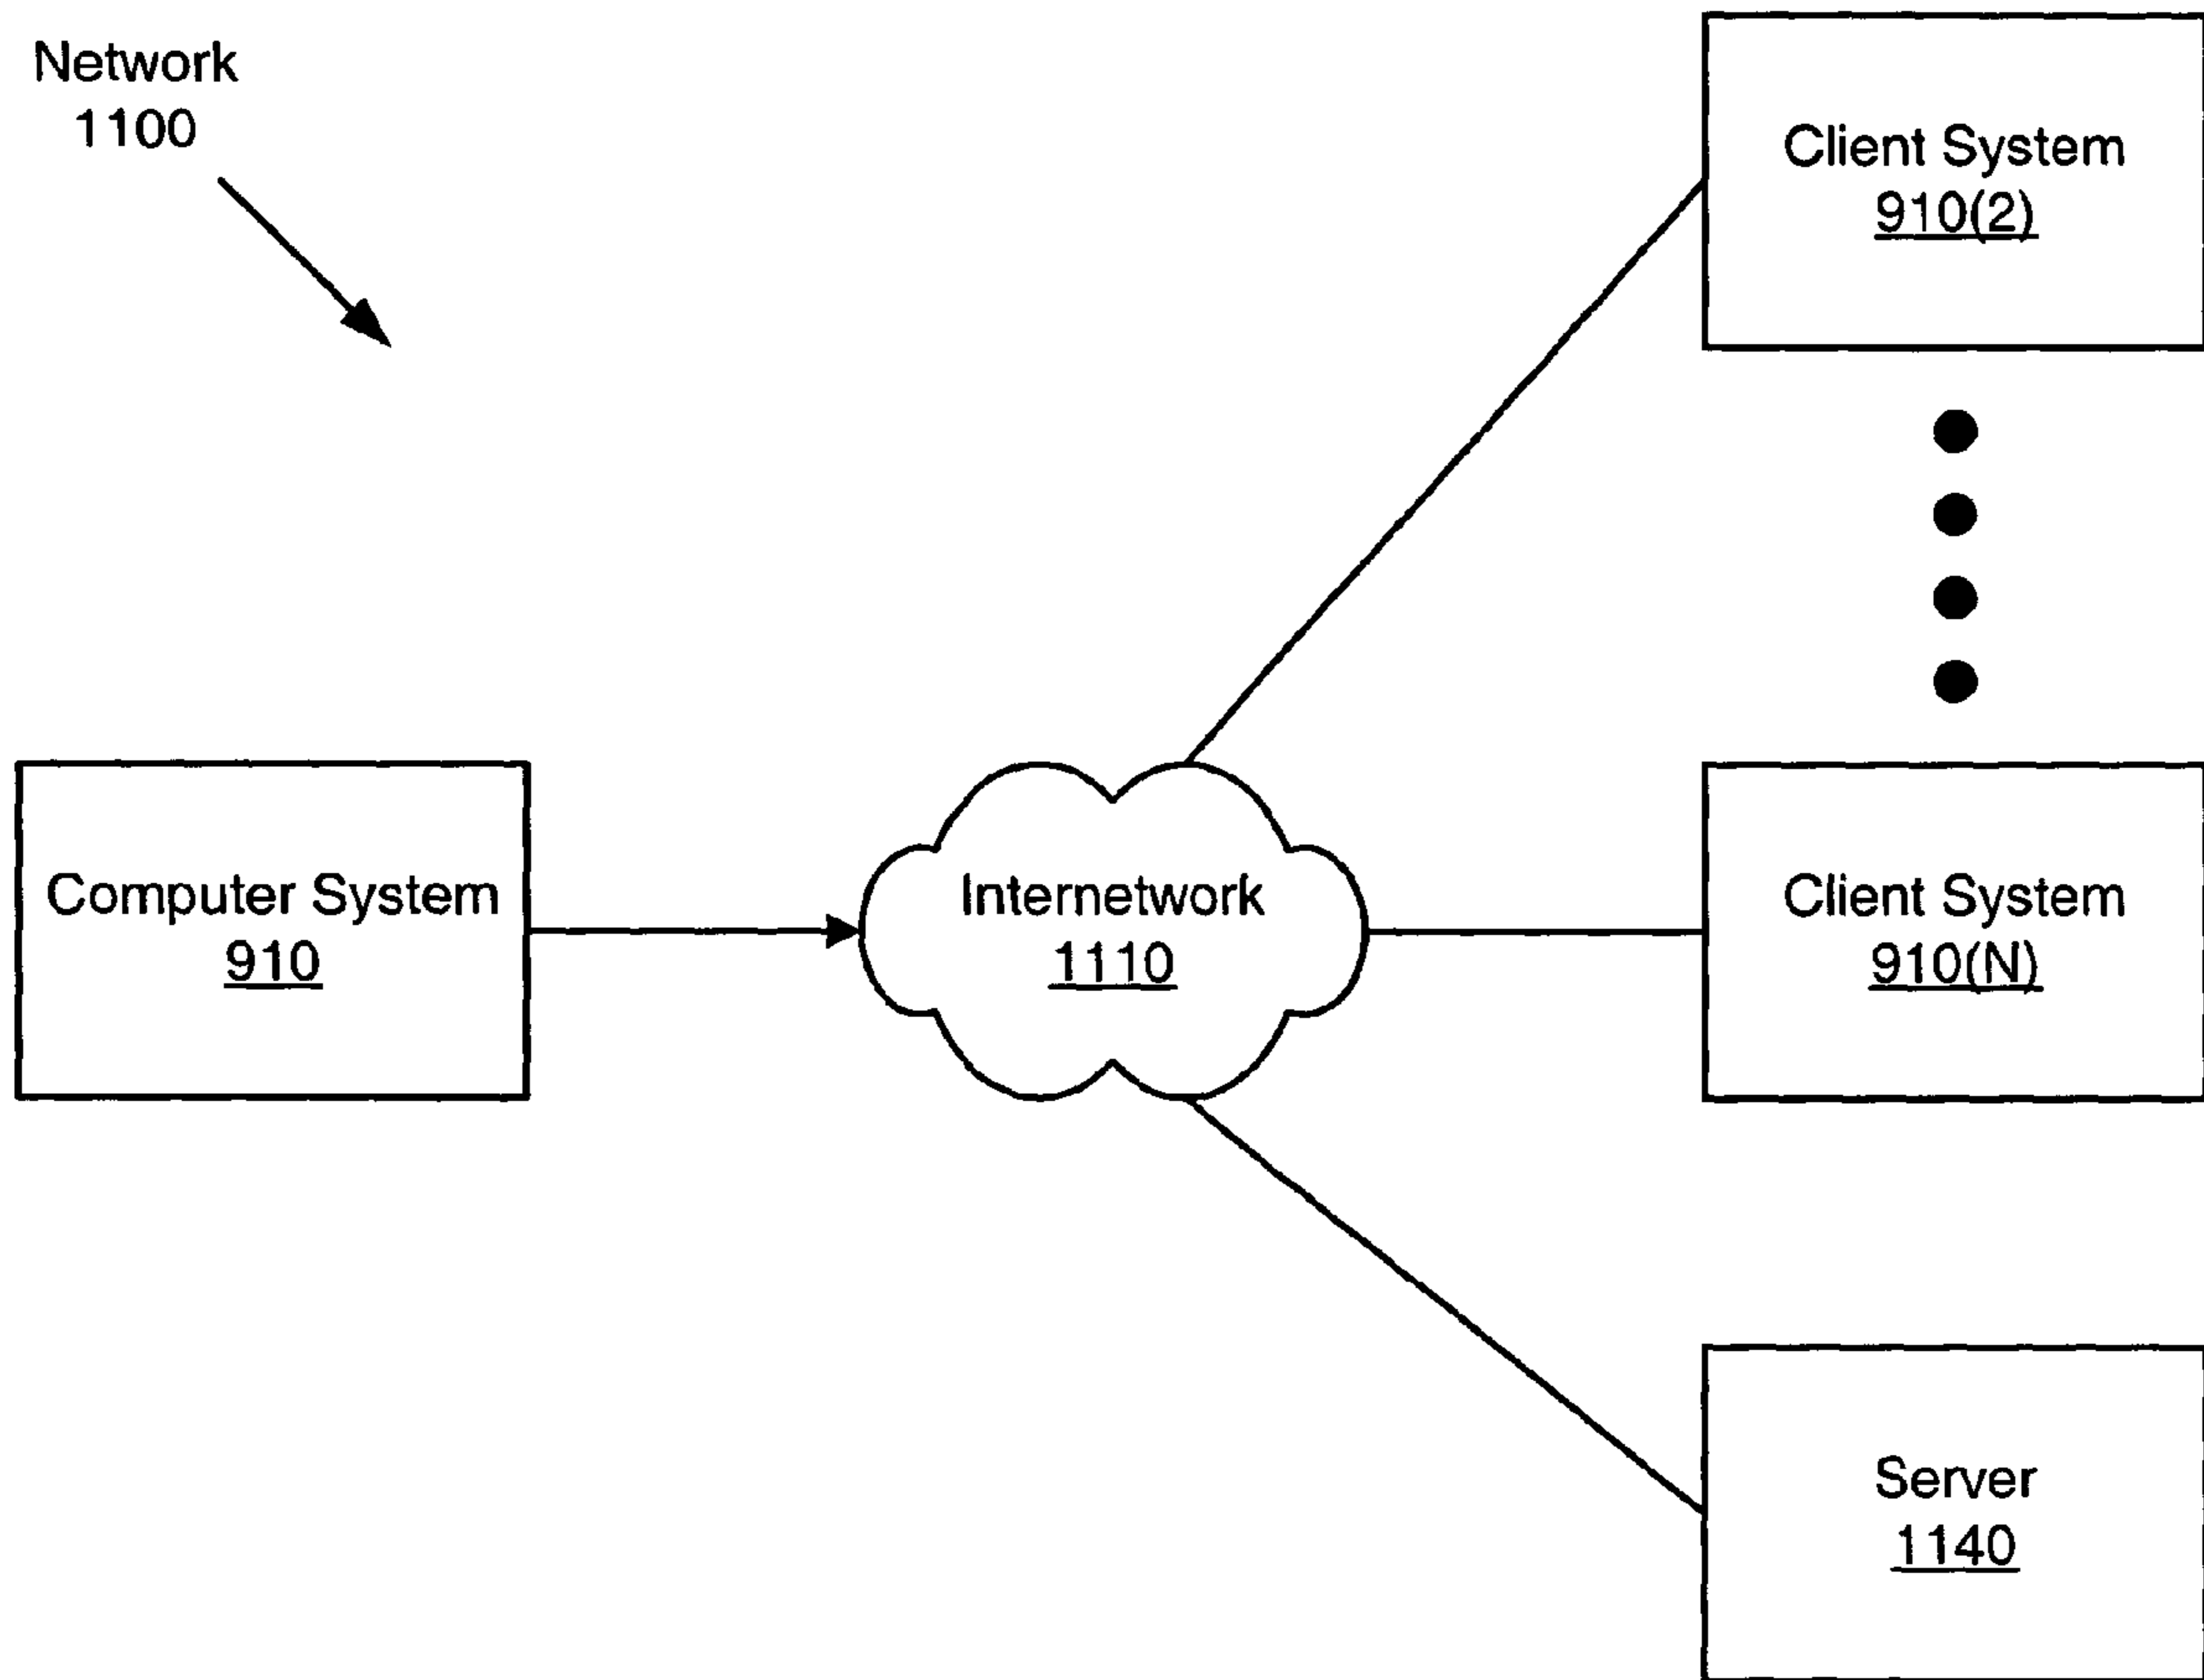 Network
1100
Client System
910(2)
Computer System
910
Internetwork
1110
Client System
910(N)
Server
1140